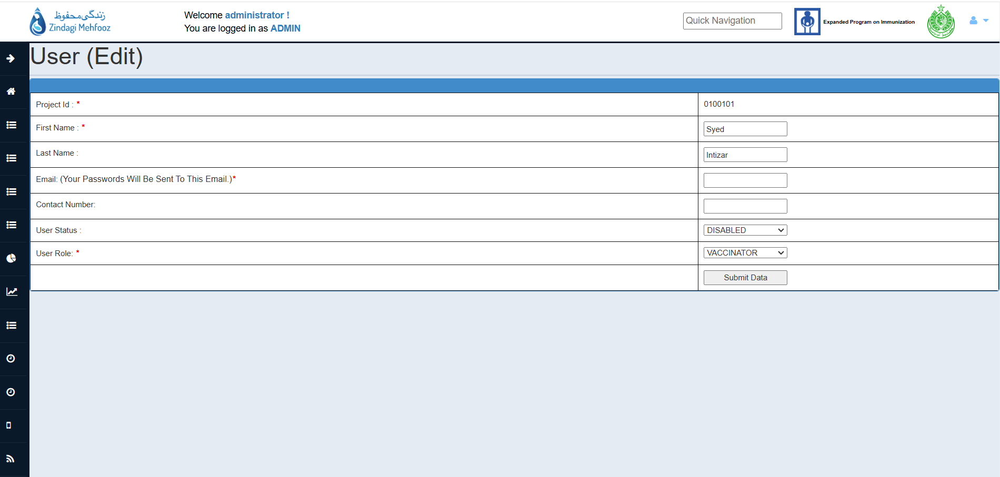 زندگی محفوظ
Zindagi Mehfooz
Welcome administrator !
You are logged in as ADMIN
Quick Navigation
Expanded Program on Immunization
User (Edit)
Project Id : *
0100101
First Name : *
Syed
Last Name :
Intizar
Email: (Your Passwords Will Be Sent To This Email.)*
Contact Number:
User Status :
DISABLED
User Role: *
VACCINATOR
Submit Data